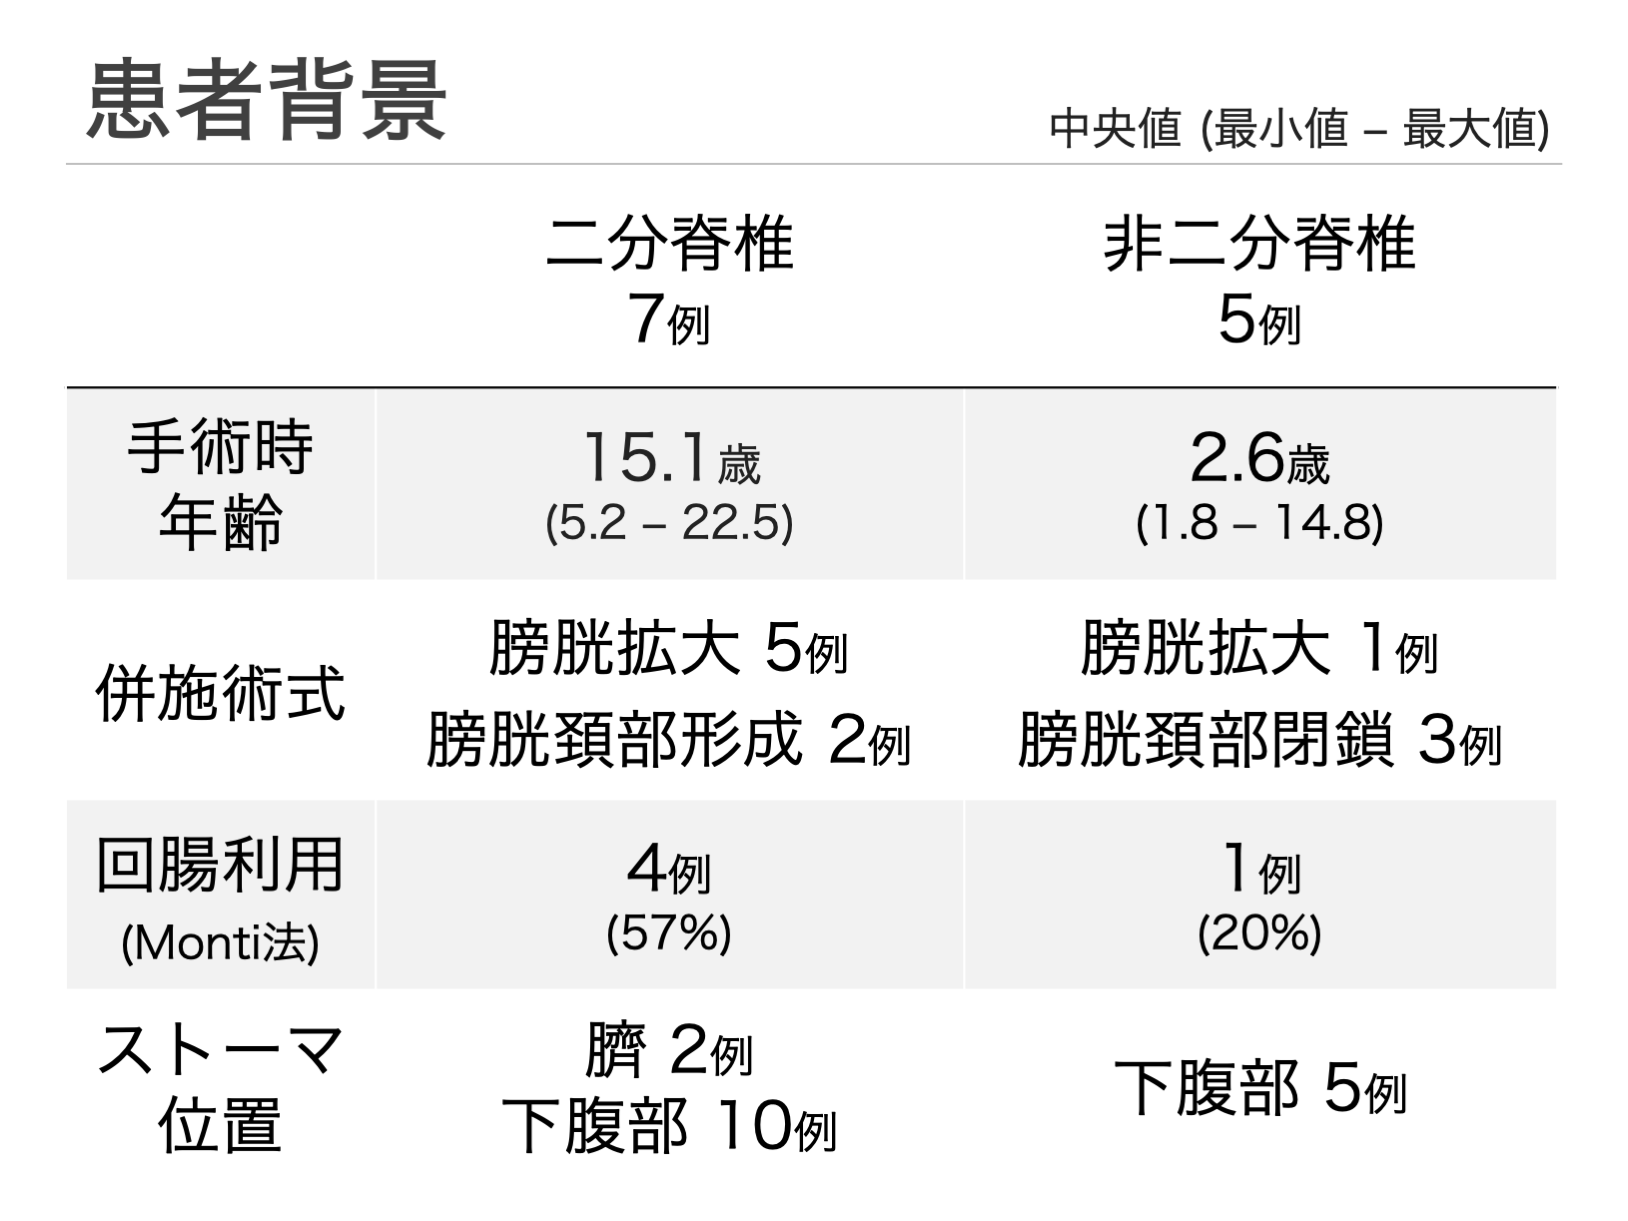 患者背景
中央値 (最小値 – 最大値)
二分脊椎
7例
非二分脊椎
5例
手術時
年齢
15.1歳
(5.2 – 22.5)
2.6歳
(1.8 – 14.8)
併施術式
膀胱拡大 5例
膀胱頚部形成 2例
膀胱拡大 1例
膀胱頚部閉鎖 3例
回腸利用
(Monti法)
4例
(57%)
1例
(20%)
ストーマ
位置
臍 2例
下腹部 10例
下腹部 5例